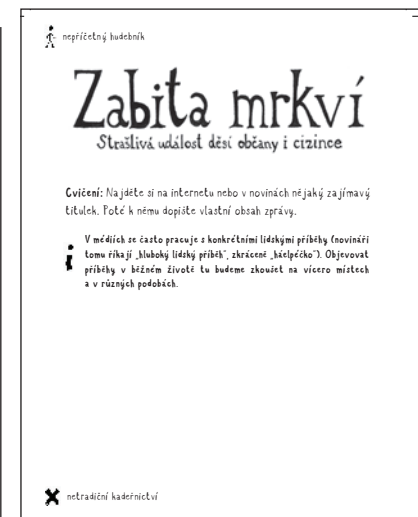 nepříčetný hudebník
Zabita mrkví
Strašlivá událost děsí občany i cizince
Cvičení: Najděte si na internetu nebo v novinách nějaký zajímavý
titulek. Poté k němu dopište vlastní obsah zprávy.
V médiích se často pracuje s konkrétními lidskými příběhy (novináři
tomu říkají „hluboký lidský příběh“, zkráceně „háelpéčko“). Objevovat
příběhy v běžném životě tu budeme zkoušet na vícero místech
a v různých podobách.
netradiční kadeřnictví